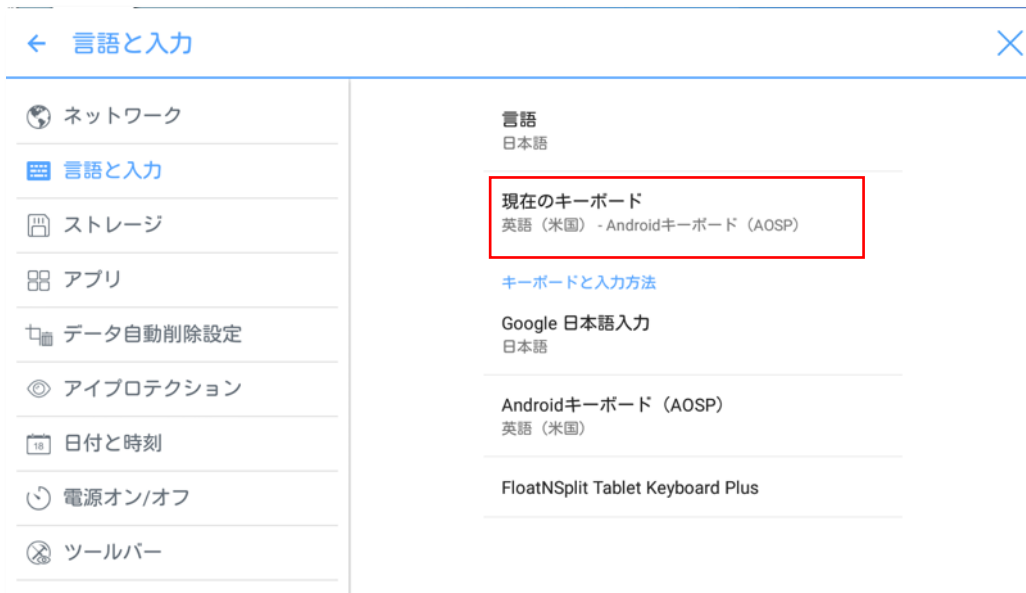 言語と入力
ネットワーク
言語と入力
ストレージ
アプリ
データ自動削除設定
アイプロテクション
18
日付と時刻
電源オン/オフ
ツールバー
言語
日本語
現在のキーボード
英語（米国） - Androidキーボード（AOSP）
キーボードと入力方法
Google 日本語入力
日本語
Androidキーボード（AOSP）
英語（米国）
FloatNSplit Tablet Keyboard Plus